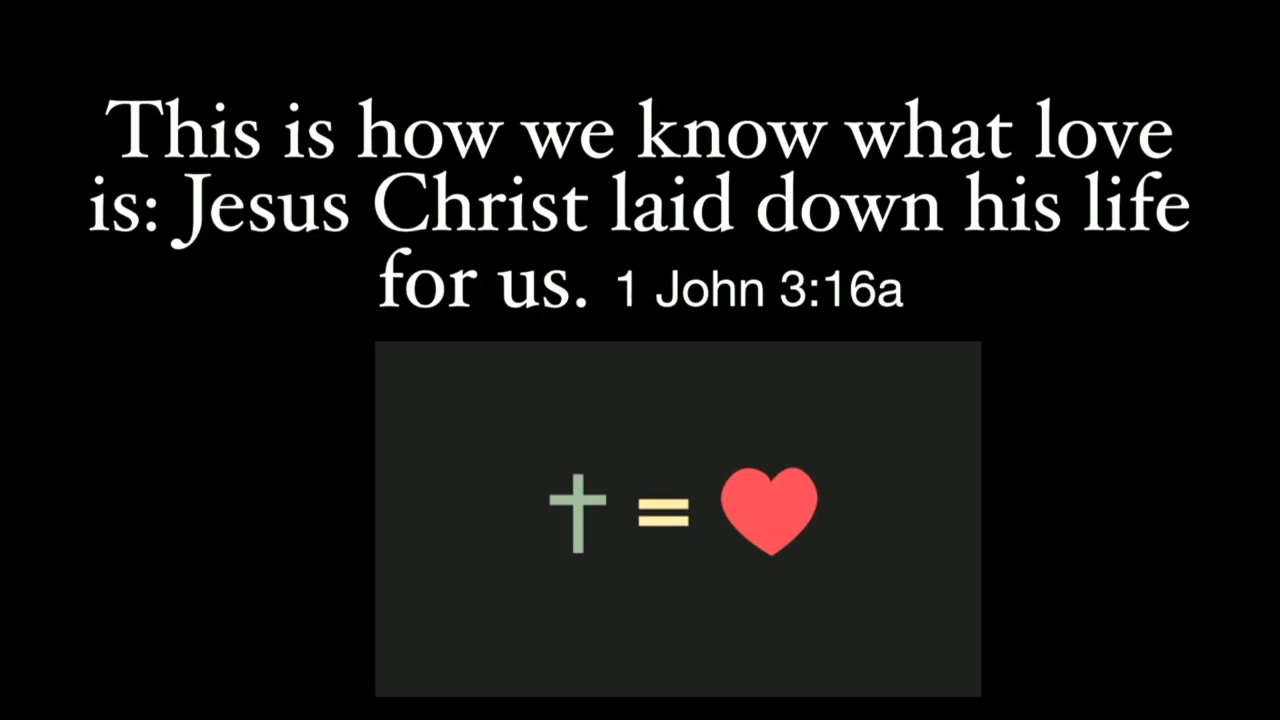 This is how we know what love
is: Jesus Christ laid down his life
for us. 1 John 3:16a
=